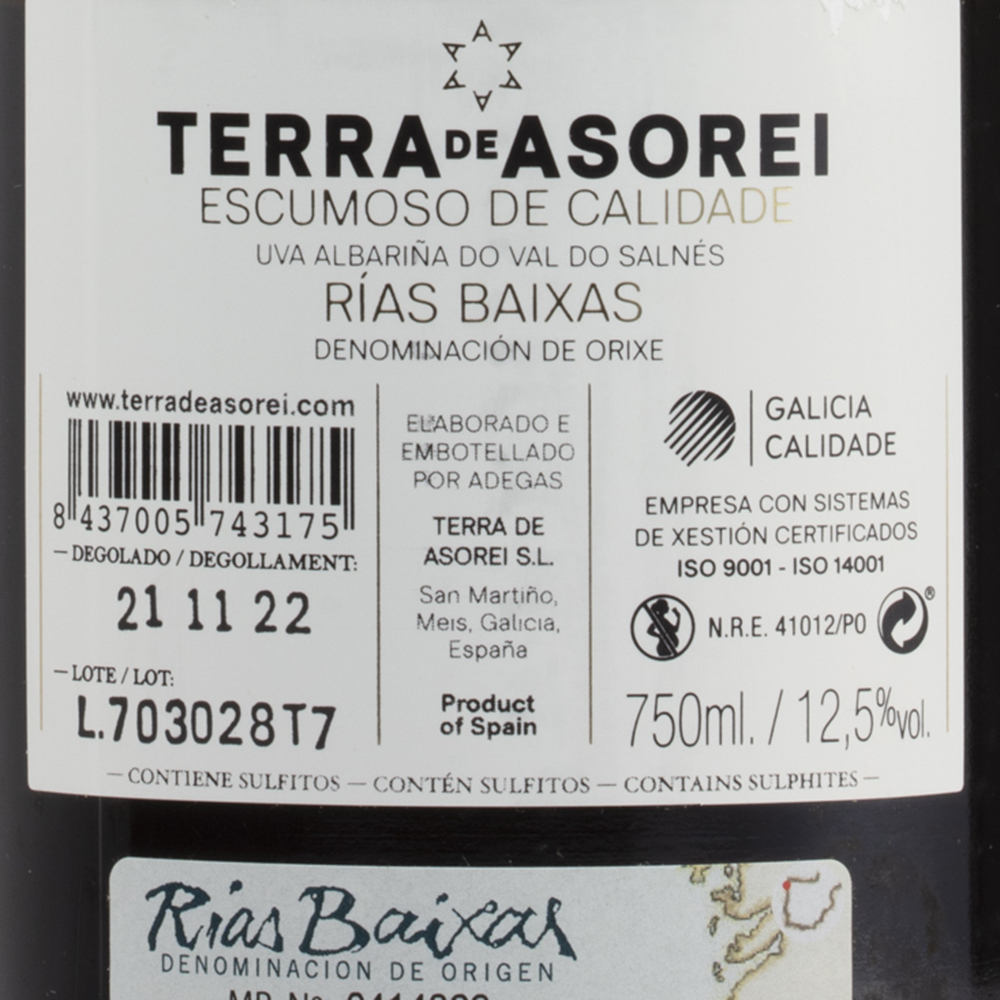 TERRA DE ASOREI
ESCUMOSO DE CALIDADE
UVA ALBARIÑA DO VAL DO SALNÉS
RÍAS BAIXAS
DENOMINACIÓN DE ORIXE
www.terradeasorei.com
8 437005 743175
— DEGOLADO / DEGOLLAMENT:
21 11 22
— LOTE / LOT:
L.703028T7
ELABORADO E
EMBOTELLADO
POR ADEGAS
TERRA DE
ASOREI S.L.
San Martiño,
Meis, Galicia,
España
Product
of Spain
GALICIA
CALIDADE
EMPRESA CON SISTEMAS
DE XESTIÓN CERTIFICADOS
ISO 9001 - ISO 14001
N.R.E. 41012/PO ®
750ml. / 12,5%vol.
— CONTIENE SULFITOS — CONTÉN SULFITOS — CONTAINS SULPHITES —
Rías Baixas
DENOMINACION DE ORIGEN